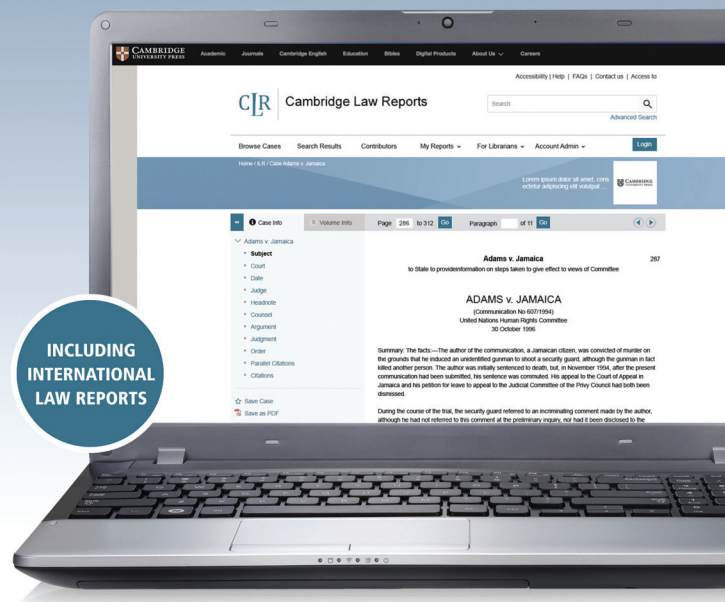 CAMBRIDGE
UNIVERSITY PRESS
Academic Journals Cambridge English Education Bibles Digital Products About Us Careers
Accessibility | Help | FAQs | Contact us | Access to
CLR Cambridge Law Reports
Search
Advanced Search
Browse Cases Search Results Contributors My Reports For Librarians Account Admin Login
Home / ILR / Case Adams v. Jamaica
Lorem ipsum dolor sit amet, cons
ectetur adipiscing elit volutpat ...
CAMBRIDGE
UNIVERSITY PRESS
Case Info Volume Info Page 286 to 312 Go Paragraph of 11 Go
Adams v. Jamaica
Subject
Court
Date
Judge
Headnote
Counsel
Argument
Judgment
Order
Parallel Citations
Citations
Save Case
Save as PDF
Adams v. Jamaica 287
to State to provideinformation on steps taken to give effect to views of Committee
ADAMS v. JAMAICA
(Communication No 607/1994)
United Nations Human Rights Committee
30 October 1996
Summary: The facts:—The author of the communication, a Jamaican citizen, was convicted of murder on
the grounds that he induced an unidentified gunman to shoot a security guard, although the gunman in fact
killed another person. The author was initially sentenced to death, but, in November 1994, after the present
communication had been submitted, his sentence was commuted. His appeal to the Court of Appeal in
Jamaica and his petition for leave to appeal to the Judicial Committee of the Privy Council had both been
dismissed.
During the course of the trial, the security guard referred to an incriminating comment made by the author,
although he had not referred to this comment at the preliminary inquiry, nor had it been disclosed to the
INCLUDING
INTERNATIONAL
LAW REPORTS